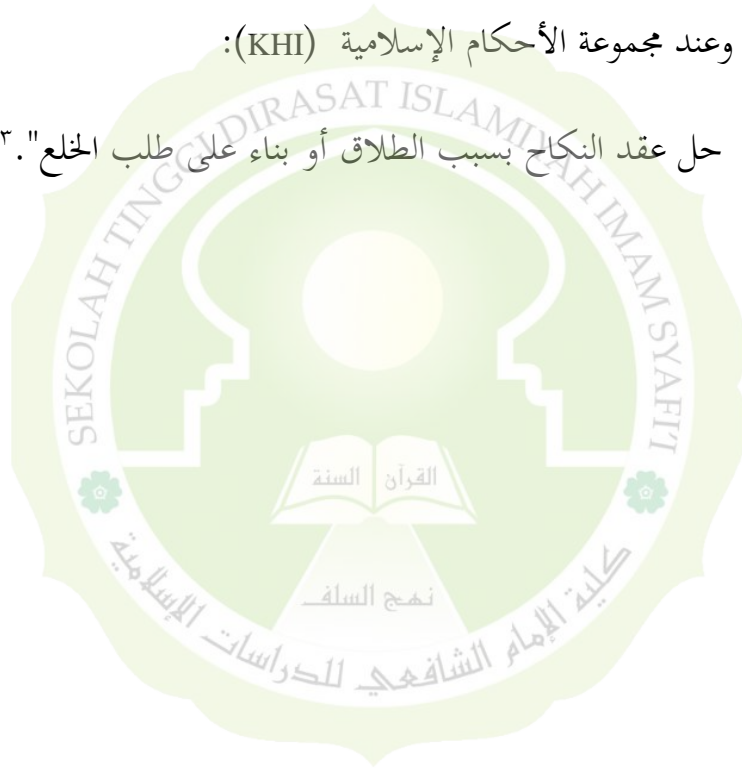 وعند مجموعة الأحكام الإسلامية (KHI):
حل عقد النكاح بسبب الطلاق أو بناء على طلب الخلع".٣
SEKOLAH TINGGI DIRASAT ISLAMIYAH IMAM SYAFI'I
القرآن السنة
نهج السلف
كلية الإمام الشافعي للدراسات الإسلامية